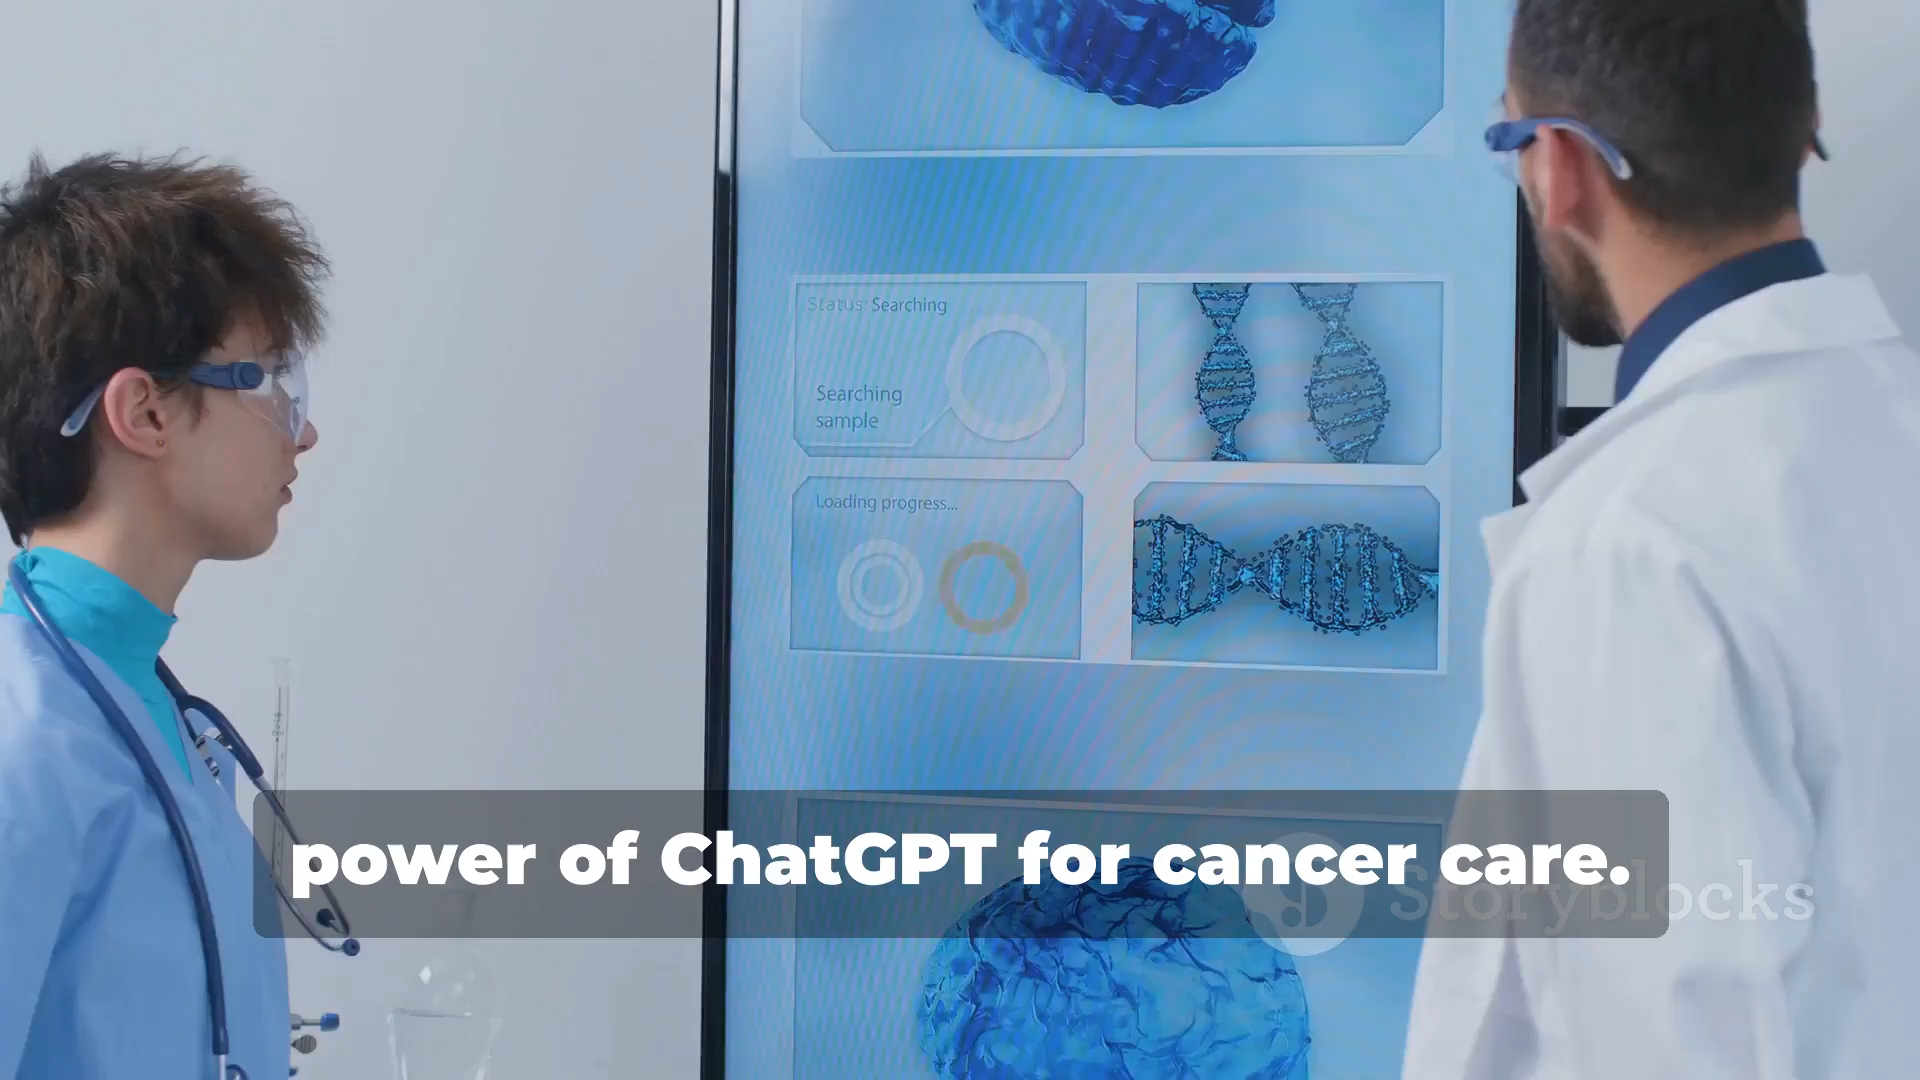 Status: Searching
Searching
sample
Loading progress...
power of ChatGPT for cancer care.
Storyblocks